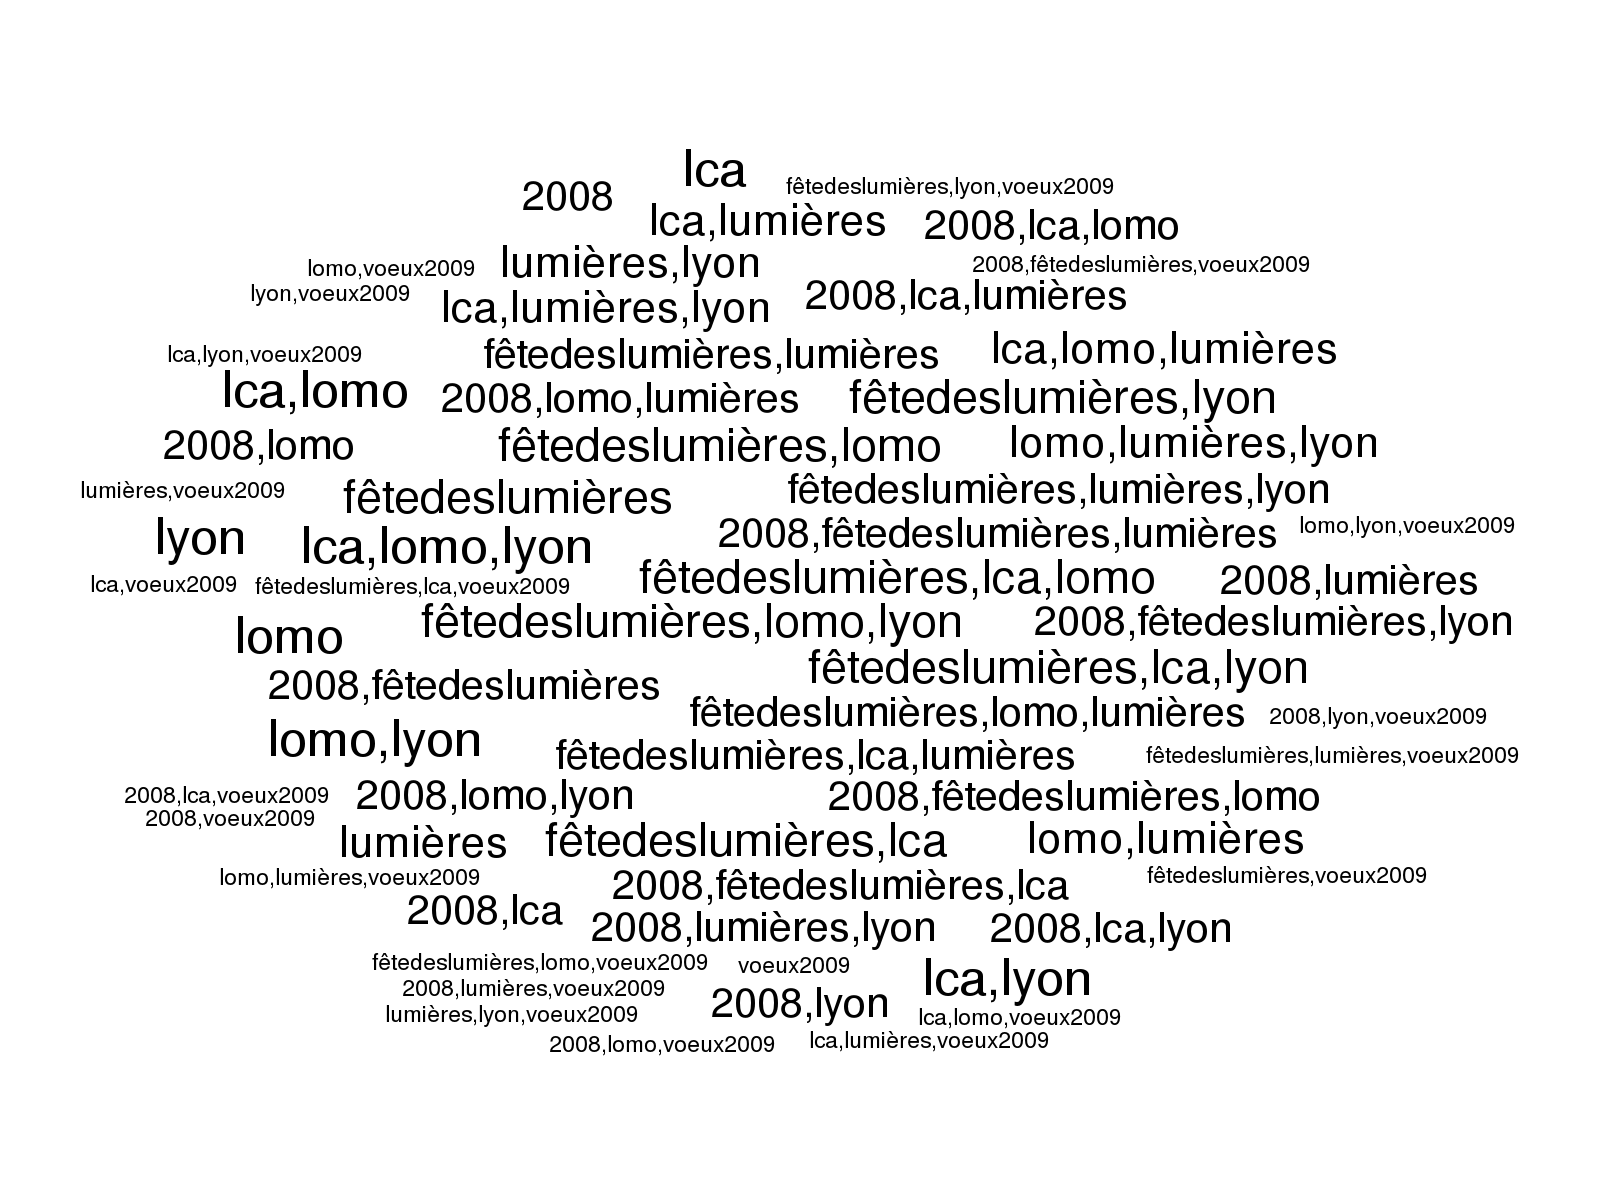 lca
2008
fêtedeslumières,lyon,voeux2009
lca,lumières
2008,lca,lomo
lumières,lyon
lomo,voeux2009
2008,fêtedeslumières,voeux2009
lyon,voeux2009
lca,lumières,lyon
2008,lca,lumières
lca,lyon,voeux2009
fêtedeslumières,lumières
lca,lomo,lumières
lca,lomo
2008,lomo,lumières
fêtedeslumières,lyon
2008,lomo
fêtedeslumières,lomo
lomo,lumières,lyon
lumières,voeux2009
fêtedeslumières
fêtedeslumières,lumières,lyon
lyon
lca,lomo,lyon
2008,fêtedeslumières,lumières
lomo,lyon,voeux2009
lca,voeux2009
fêtedeslumières,lca,voeux2009
fêtedeslumières,lca,lomo
2008,lumières
lomo
fêtedeslumières,lomo,lyon
2008,fêtedeslumières,lyon
2008,fêtedeslumières
fêtedeslumières,lca,lyon
fêtedeslumières,lomo,lumières
2008,lyon,voeux2009
lomo,lyon
fêtedeslumières,lca,lumières
fêtedeslumières,lumières,voeux2009
2008,lca,voeux2009
2008,lomo,lyon
2008,fêtedeslumières,lomo
2008,voeux2009
lumières
fêtedeslumières,lca
lomo,lumières
lomo,lumières,voeux2009
2008,fêtedeslumières,lca
fêtedeslumières,voeux2009
2008,lca
2008,lumières,lyon
2008,lca,lyon
fêtedeslumières,lomo,voeux2009
voeux2009
lca,lyon
2008,lumières,voeux2009
2008,lyon
lumières,lyon,voeux2009
lca,lomo,voeux2009
2008,lomo,voeux2009
lca,lumières,voeux2009